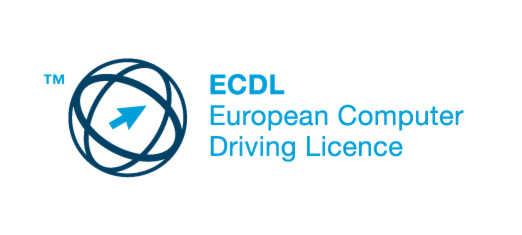 TM
ECDL
European Computer
Driving Licence